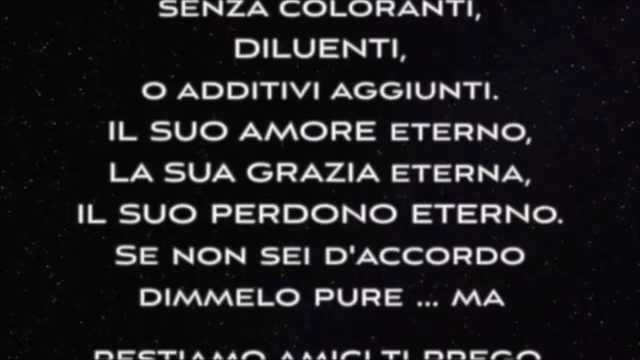 SENZA COLORANTI,
DILUENTI,
O ADDITIVI AGGIUNTI.
IL SUO AMORE ETERNO,
LA SUA GRAZIA ETERNA,
IL SUO PERDONO ETERNO.
SE NON SEI D'ACCORDO
DIMMELO PURE ... MA
RESTIAMO AMICI TI PREGO